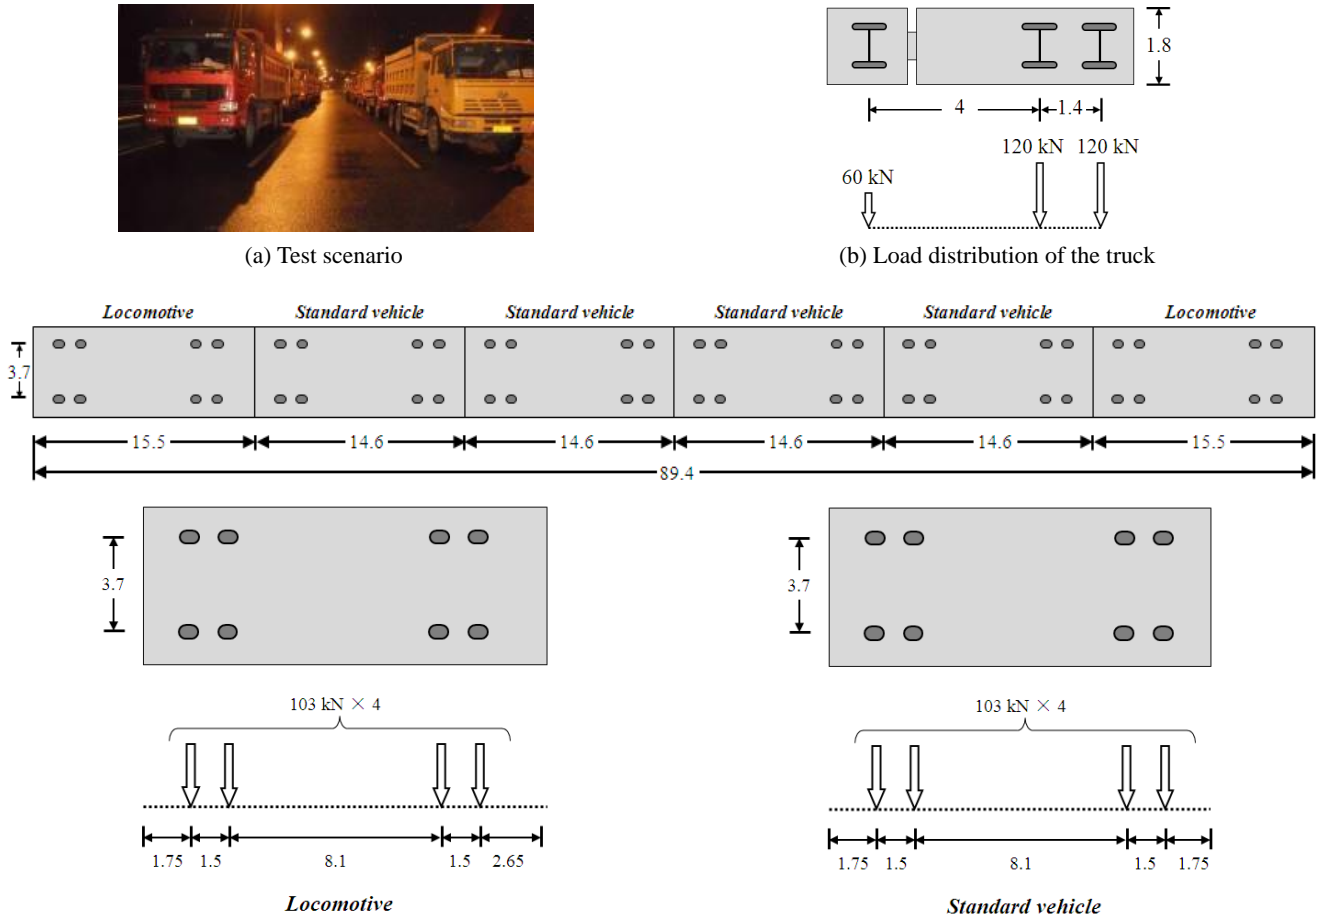 1.8
4
1.4
120 kN 120 kN
60 kN
(a) Test scenario
(b) Load distribution of the truck
Locomotive Standard vehicle Standard vehicle Standard vehicle Standard vehicle Locomotive
3.7
15.5 14.6 14.6 14.6 14.6 15.5
89.4
3.7
3.7
103 kN × 4
103 kN × 4
1.75 1.5 8.1 1.5 2.65
1.75 1.5 8.1 1.5 1.75
Locomotive
Standard vehicle